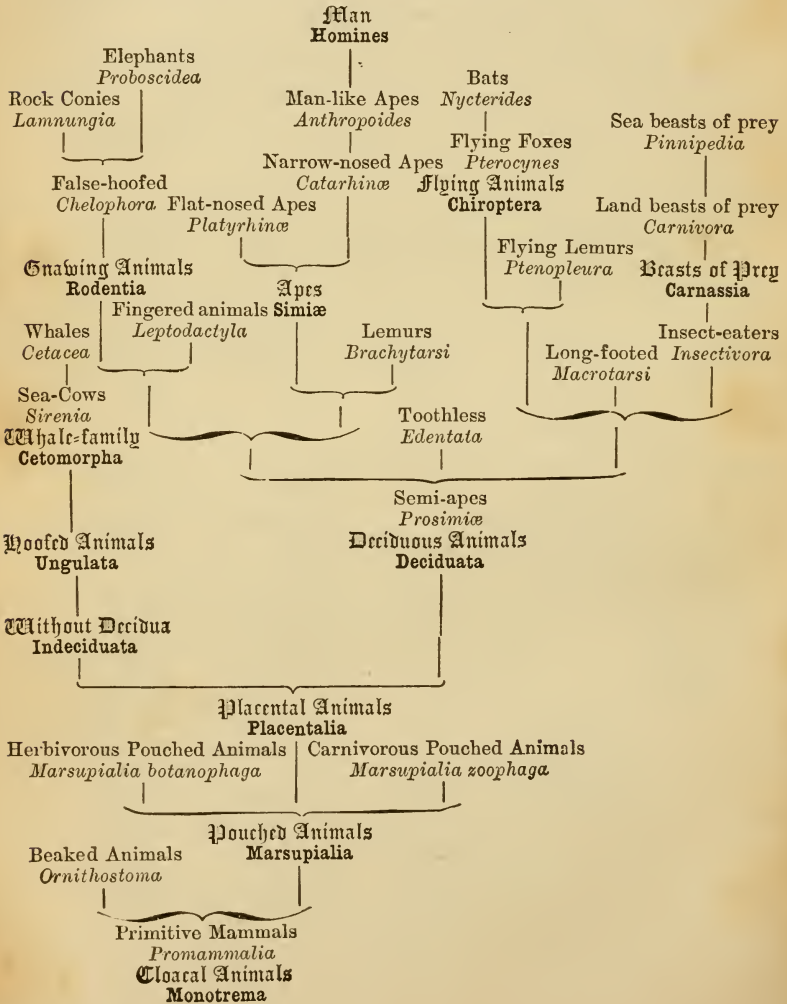 Man
Homines
Elephants
Proboscidea
Rock Conies
Lamnungia
Man-like Apes
Anthropoides
Bats
Nycterides
Sea beasts of prey
Pinnipedia
Flying Foxes
Pterocynes
Narrow-nosed Apes
Catarhinæ
Flying Animals
Chiroptera
False-hoofed
Chelophora
Flat-nosed Apes
Platyrhinæ
Land beasts of prey
Carnivora
Flying Lemurs
Ptenopleura
Gnawing Animals
Rodentia
Apes
Simiæ
Beasts of Prey
Carnassia
Fingered animals
Leptodactyla
Whales
Cetacea
Lemurs
Brachytarsi
Insect-eaters
Insectivora
Long-footed
Macrotarsi
Sea-Cows
Sirenia
Whale-family
Cetomorpha
Toothless
Edentata
Semi-apes
Prosimiæ
Hoofed Animals
Ungulata
Deciduous Animals
Deciduata
Without Decidua
Indeciduata
Placental Animals
Placentalia
Herbivorous Pouched Animals
Marsupialia botanophaga
Carnivorous Pouched Animals
Marsupialia zoophaga
Pouched Animals
Marsupialia
Beaked Animals
Ornithostoma
Primitive Mammals
Promammalia
Cloacal Animals
Monotrema